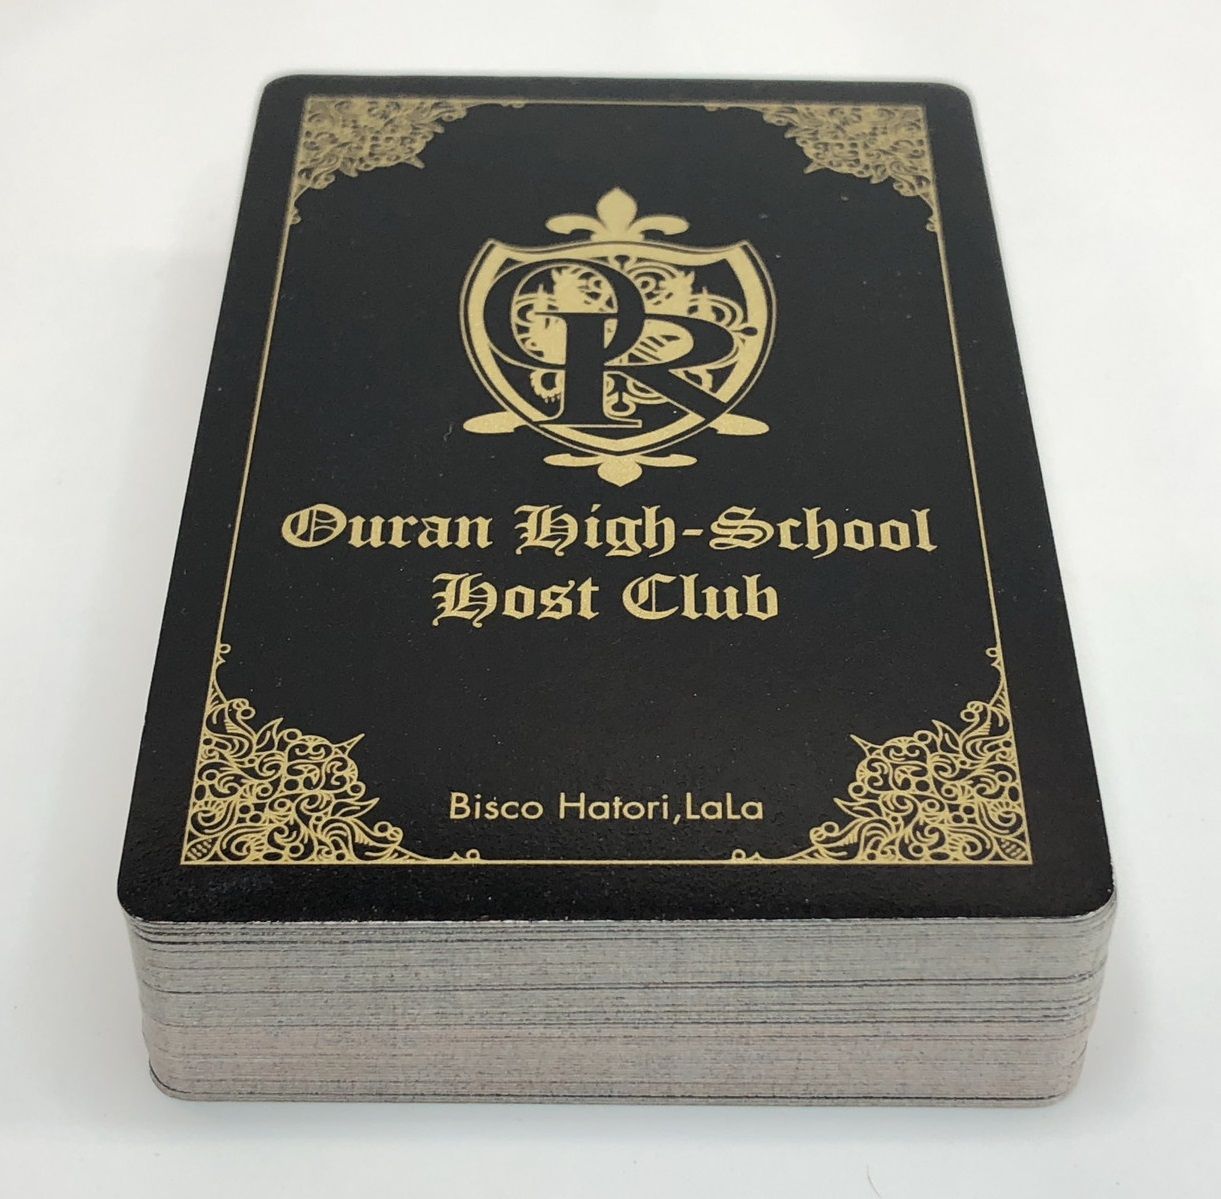 OR
Ouran High-School
Host Club
Bisco Hatori,LaLa